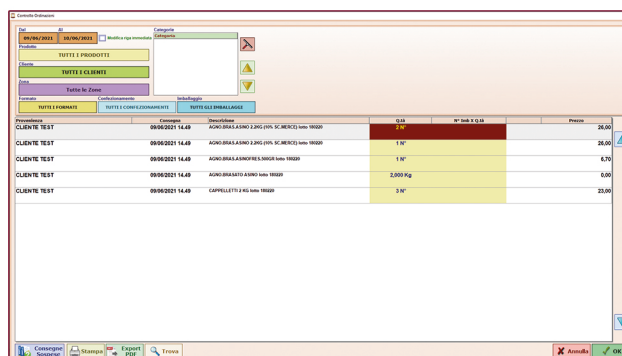 Controllo Ordinazioni
Dal Al Categorie
09/06/2021 10/06/2021 Modifica riga immediata Categorie
Prodotto
TUTTI I PRODOTTI
Cliente
TUTTI I CLIENTI
Zona
Tutte le Zone
Formato Confezionamento Imballaggio
TUTTI I FORMATI TUTTI I CONFEZIONAMENTI TUTTI GLI IMBALLAGGI
Provenienza Consegna Descrizione Q.tà N° Imb X Q.tà Prezzo
CLIENTE TEST 09/06/2021 14.49 AGNO.BRAS.ASINO 2.2KG (10% SC.MERCE) lotto 180220 2 N° 26,00
CLIENTE TEST 09/06/2021 14.49 AGNO.BRAS.ASINO 2.2KG (10% SC.MERCE) lotto 180220 1 N° 26,00
CLIENTE TEST 09/06/2021 14.49 AGNO.BRAS.ASINOFRES.500GR lotto 180220 1 N° 6,70
CLIENTE TEST 09/06/2021 14.49 AGNO.BRASATO.ASINO lotto 180220 2,000 Kg 0,00
CLIENTE TEST 09/06/2021 14.49 CAPPELLETTI 2 KG lotto 180220 3 N° 23,00
Consegne Sospese Stampa Export PDF Trova Annulla OK